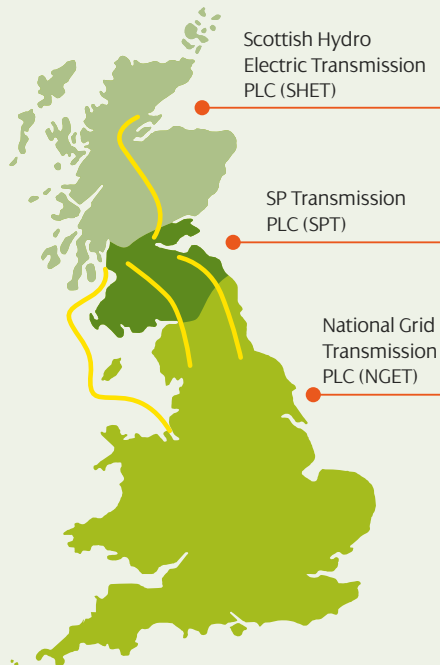 Scottish Hydro
Electric Transmission
PLC (SHET)
SP Transmission
PLC (SPT)
National Grid
Transmission
PLC (NGET)